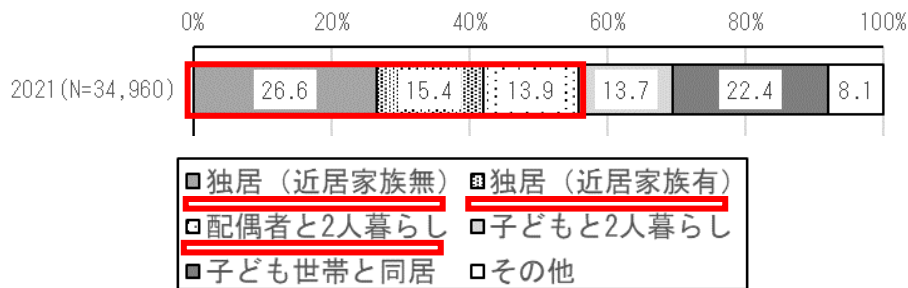 0% 20% 40% 60% 80% 100%
2021(N=34,960) 26.6 15.4 13.9 13.7 22.4 8.1
独居（近居家族無） 独居（近居家族有）
配偶者と2人暮らし 子どもと2人暮らし
子ども世帯と同居 その他